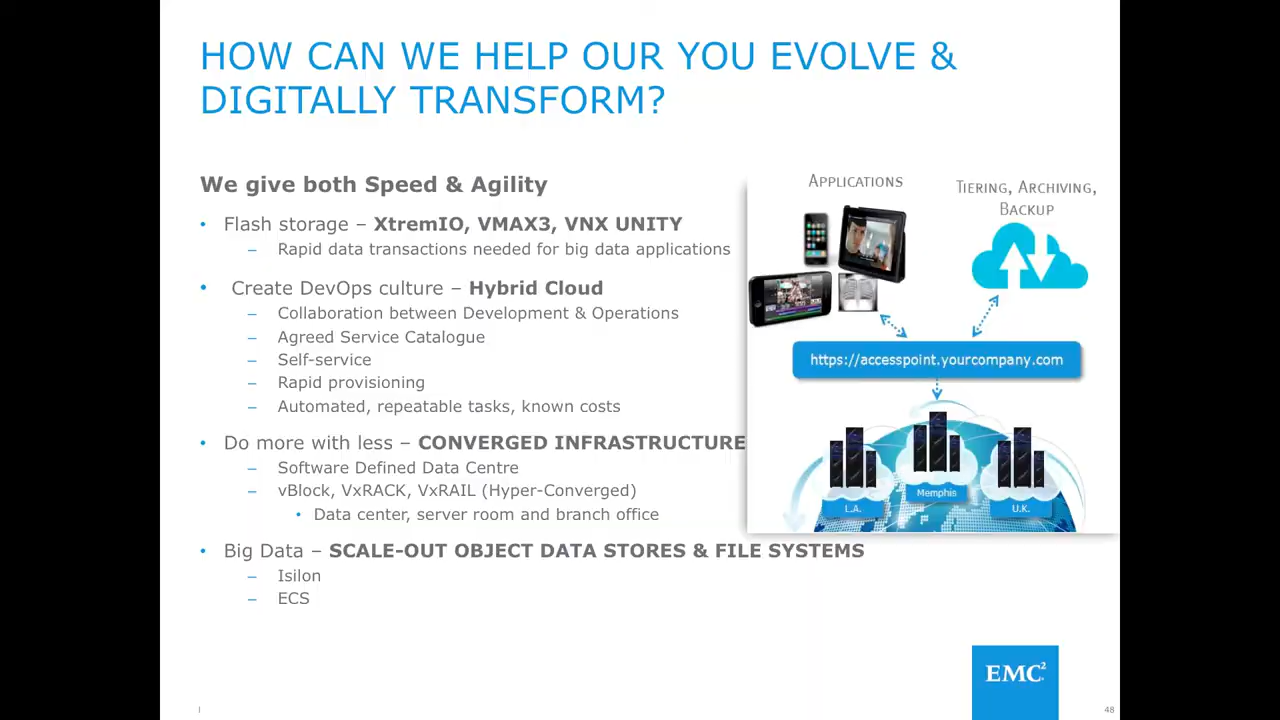 HOW CAN WE HELP OUR YOU EVOLVE &
DIGITALLY TRANSFORM?
We give both Speed & Agility
• Flash storage – XtremIO, VMAX3, VNX UNITY
– Rapid data transactions needed for big data applications
• Create DevOps culture – Hybrid Cloud
– Collaboration between Development & Operations
– Agreed Service Catalogue
– Self-service
– Rapid provisioning
– Automated, repeatable tasks, known costs
• Do more with less – CONVERGED INFRASTRUCTURE
– Software Defined Data Centre
– vBlock, VxRACK, VxRAIL (Hyper-Converged)
• Data center, server room and branch office
• Big Data – SCALE-OUT OBJECT DATA STORES & FILE SYSTEMS
– Isilon
– ECS
APPLICATIONS
TIERING, ARCHIVING,
BACKUP
https://accesspoint.yourcompany.com
L.A.
Memphis
U.K.
EMC²
48